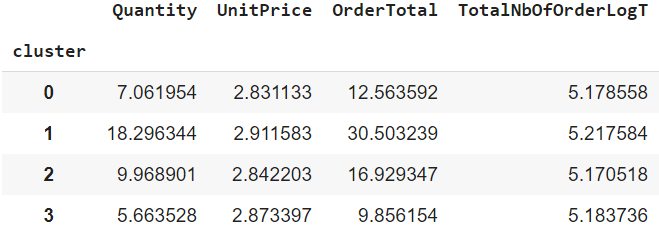 Quantity UnitPrice OrderTotal TotalNbOfOrderLogT
cluster
0 7.061954 2.831133 12.563592 5.178558
1 18.296344 2.911583 30.503239 5.217584
2 9.968901 2.842203 16.929347 5.170518
3 5.663528 2.873397 9.856154 5.183736